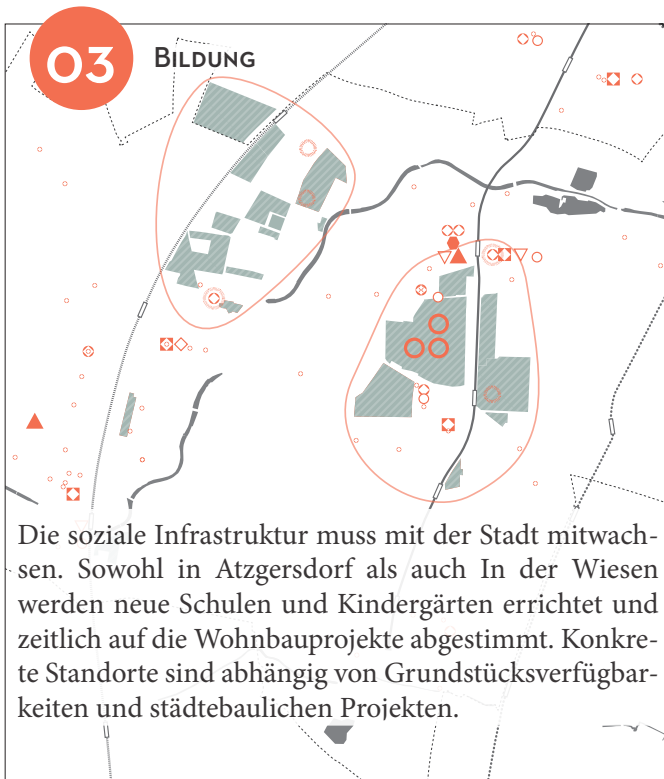 03
BILDUNG
Die soziale Infrastruktur muss mit der Stadt mitwach-
sen. Sowohl in Atzgersdorf als auch In der Wiesen
werden neue Schulen und Kindergärten errichtet und
zeitlich auf die Wohnbauprojekte abgestimmt. Konkre-
te Standorte sind abhängig von Grundstücksverfügbar-
keiten und städtebaulichen Projekten.